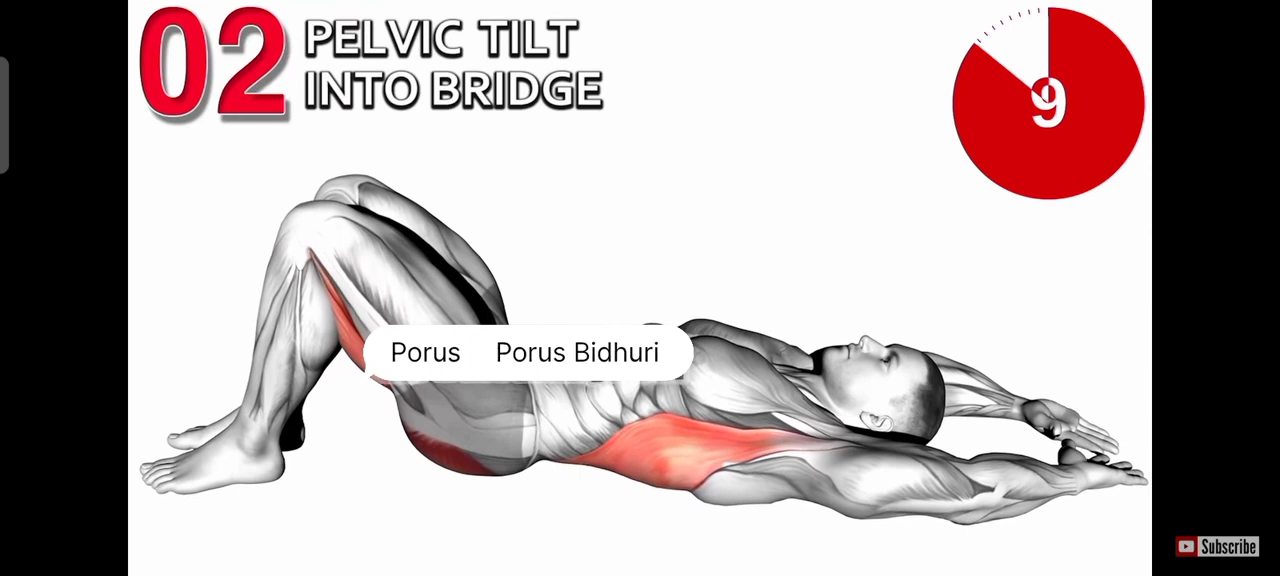 02
PELVIC TILT
INTO BRIDGE
9
Porus Porus Bidhuri
Subscribe